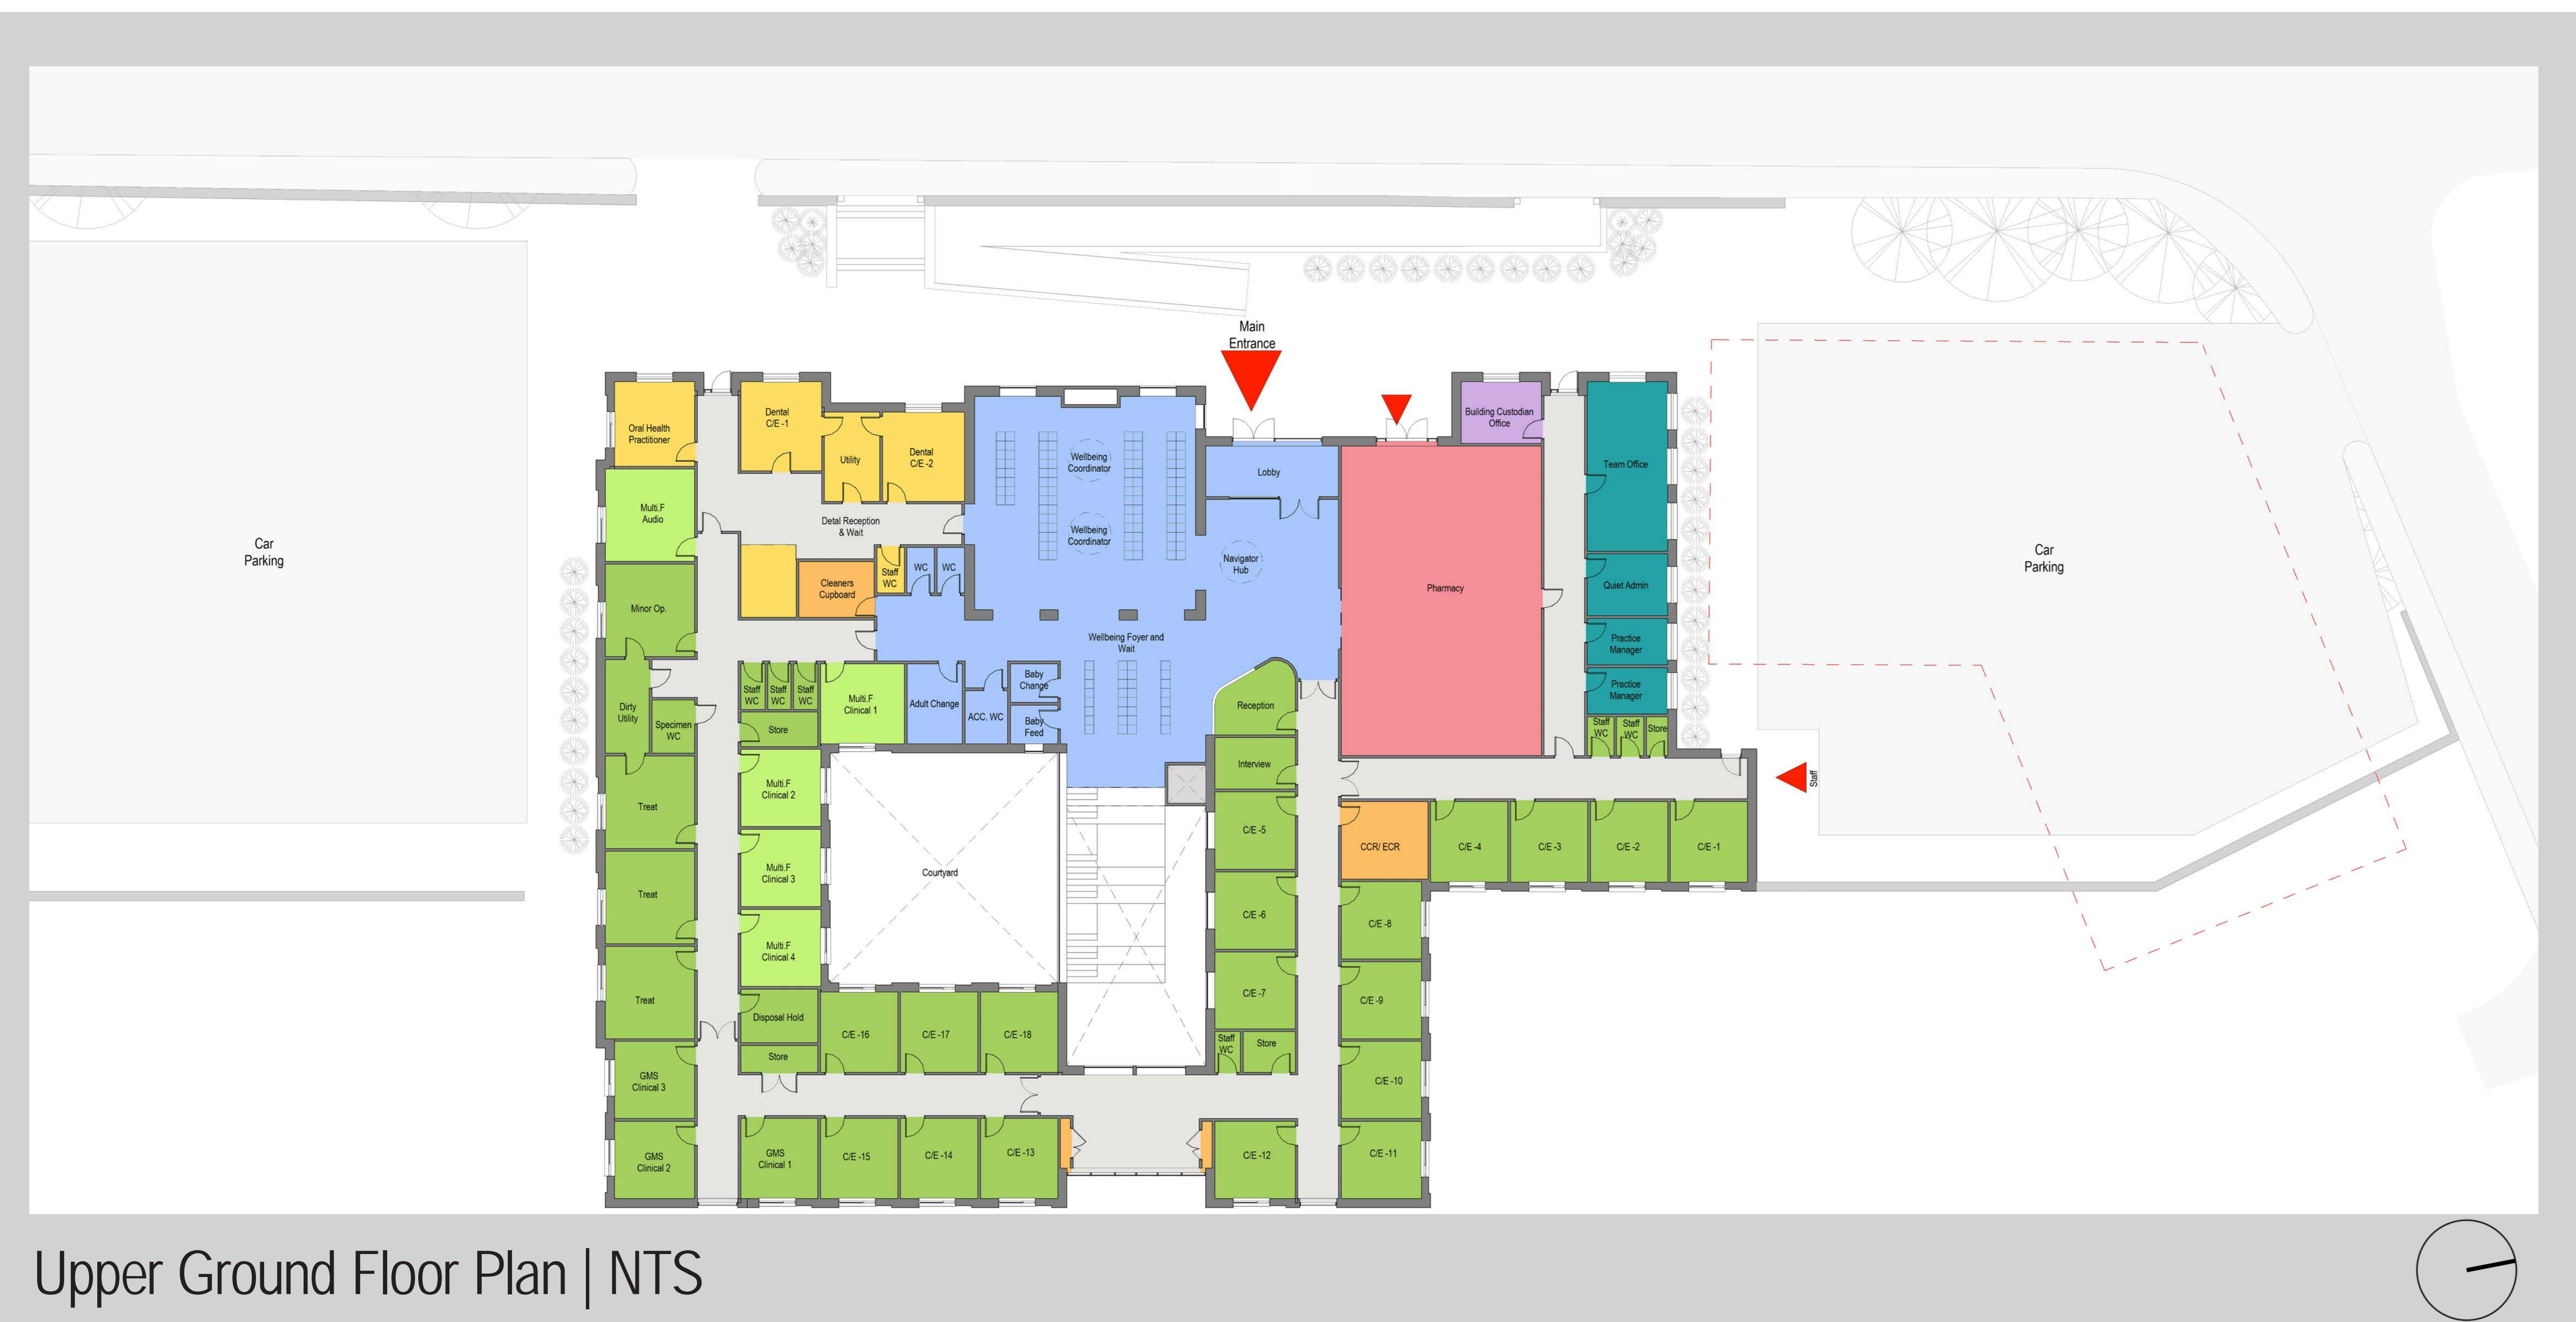 Main
Entrance
Oral Health
Practitioner
Dental
C/E -1
Utility
Dental
C/E -2
Wellbeing
Coordinator
Wellbeing
Coordinator
Lobby
Building Custodian
Office
Team Office
Multi.F
Audio
Detal Reception
& Wait
Navigator
Hub
Car
Parking
Car
Parking
Staff
WC
WC
WC
Cleaners
Cupboard
Minor Op.
Pharmacy
Quiet Admin
Wellbeing Foyer and
Wait
Practice
Manager
Practice
Manager
Dirty
Utility
Specimen
WC
Staff
WC
Staff
WC
Staff
WC
Store
Multi.F
Clinical 1
Adult Change
ACC. WC
Baby
Change
Baby
Feed
Reception
Staff
WC
Staff
WC
Store
Interview
Staff
Treat
Multi.F
Clinical 2
C/E -5
CCR/ ECR
C/E -4
C/E -3
C/E -2
C/E -1
Treat
Multi.F
Clinical 3
Courtyard
C/E -6
C/E -8
Treat
Multi.F
Clinical 4
C/E -7
C/E -9
Disposal Hold
Store
C/E -16
C/E -17
C/E -18
Staff
WC
Store
GMS
Clinical 3
C/E -10
GMS
Clinical 2
GMS
Clinical 1
C/E -15
C/E -14
C/E -13
C/E -12
C/E -11
Upper Ground Floor Plan | NTS